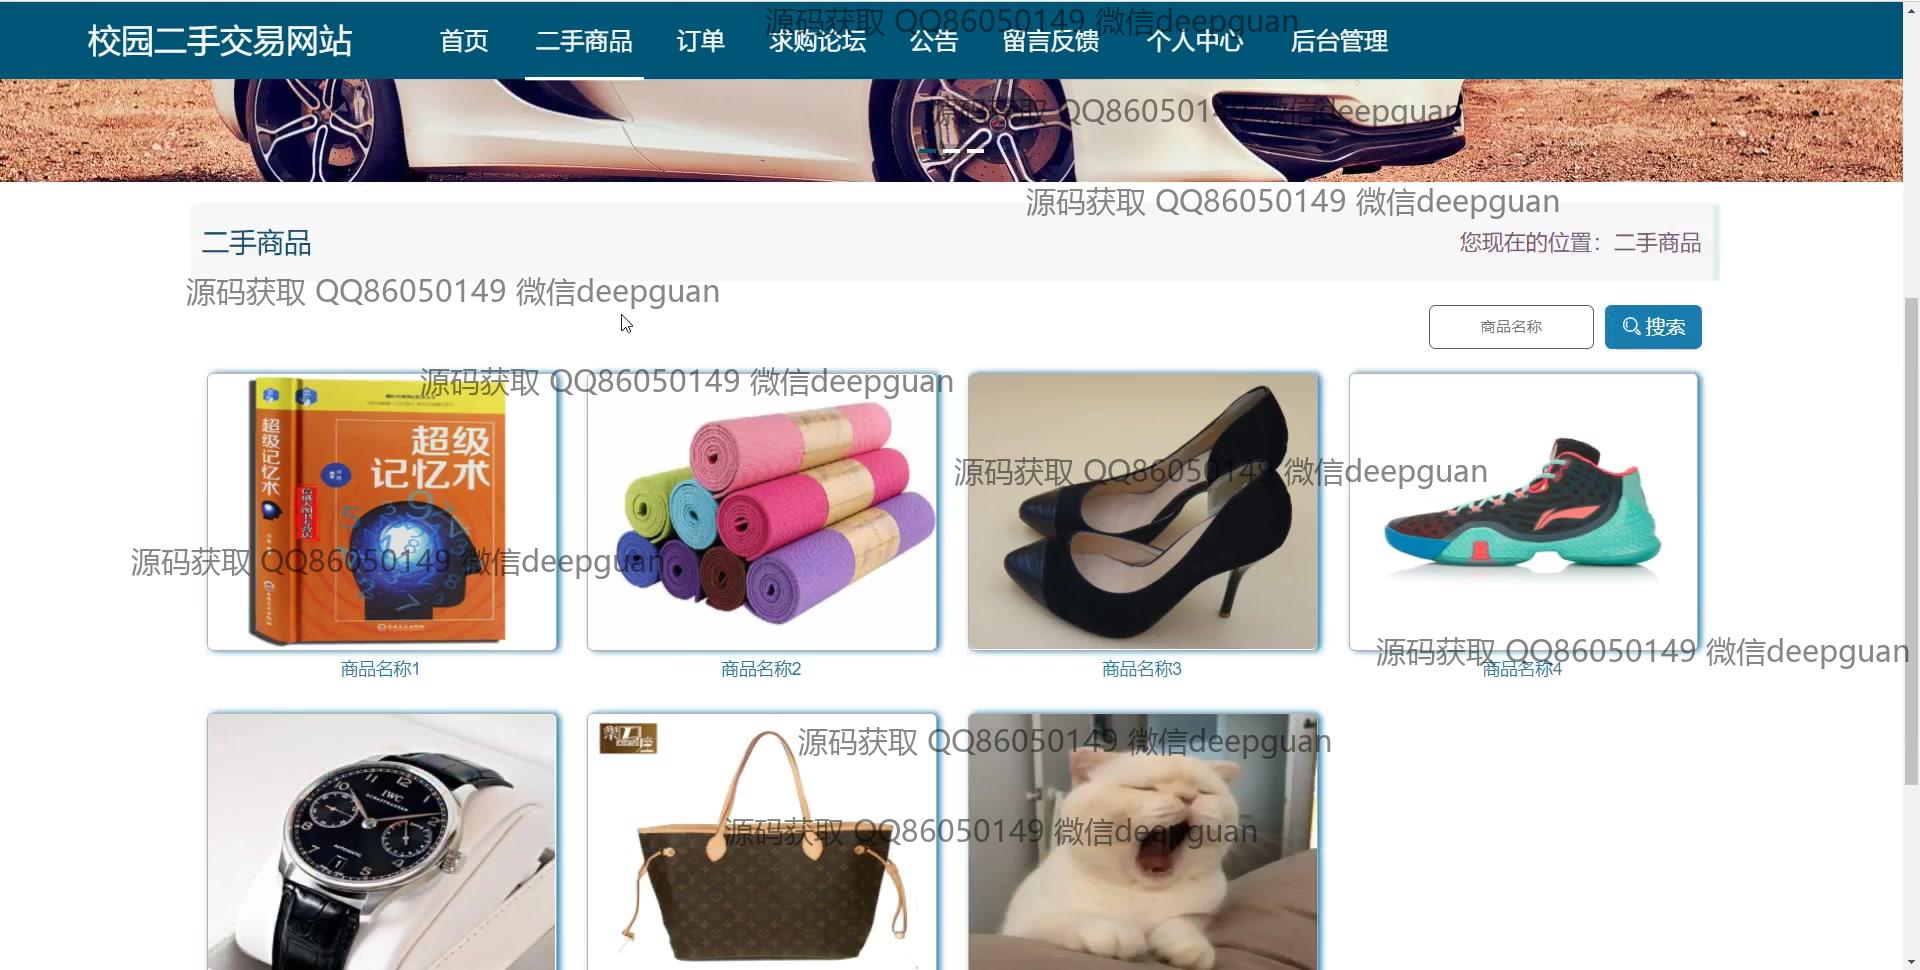 校园二手交易网站 首页 二手商品 订单 求购论坛 公告 留言反馈 个人中心 后台管理
源码获取 QQ86050149 微信deepguan
源码获取 QQ86050149 微信deepguan
源码获取 QQ86050149 微信deepguan
二手商品
您现在的位置：二手商品
源码获取 QQ86050149 微信deepguan
商品名称
搜索
源码获取 QQ86050149 微信deepguan
超级记忆术
超级
记忆术
源码获取 QQ86050149 微信deepguan
源码获取 QQ86050149 微信deepguan
源码获取 QQ86050149 微信deepguan
商品名称1
商品名称2
商品名称3
商品名称4
源码获取 QQ86050149 微信deepguan
IWC
SCHAFFHAUSEN
AUTOMATIC
源码获取 QQ86050149 微信deepguan